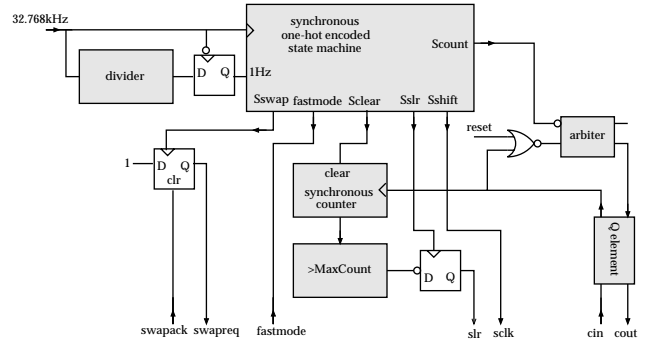 32.768kHz
synchronous
one-hot encoded
state machine
Scount
divider
D Q
1Hz
Sswap fastmode Sclear Sslr Sshift
reset
arbiter
1
D Q
clr
clear
synchronous
counter
Q element
>MaxCount
D Q
swapack swapreq fastmode slr sclk cin cout